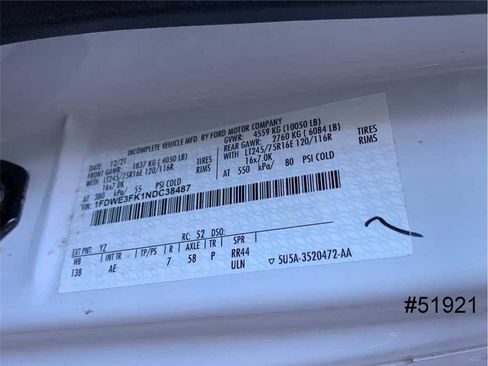 INCOMPLETE VEHICLE MFD. BY FORD MOTOR COMPANY
12/21 GVWR: 4559 KG (10050 LB)
FRONT GAWR: 1837 KG (4050 LB) REAR GAWR: 2760 KG (6084 LB)
WITH LT245/75R16E 120/116R TIRES WITH LT245/75R16E 120/116R TIRES
16x7.0K RIMS 16x7.0K RIMS
AT 380 kPa/ 55 PSI COLD AT 550 kPa/ 80 PSI COLD
VIN: 1FDWE3FK1NDC38487
EXT PNT: YZ RC: 52 DSO:
WB INT TR TP/PS R AXLE TR SPR
138 AE 7 58 P RR44
ULN ▽ 5U5A-3520472-AA
#51921